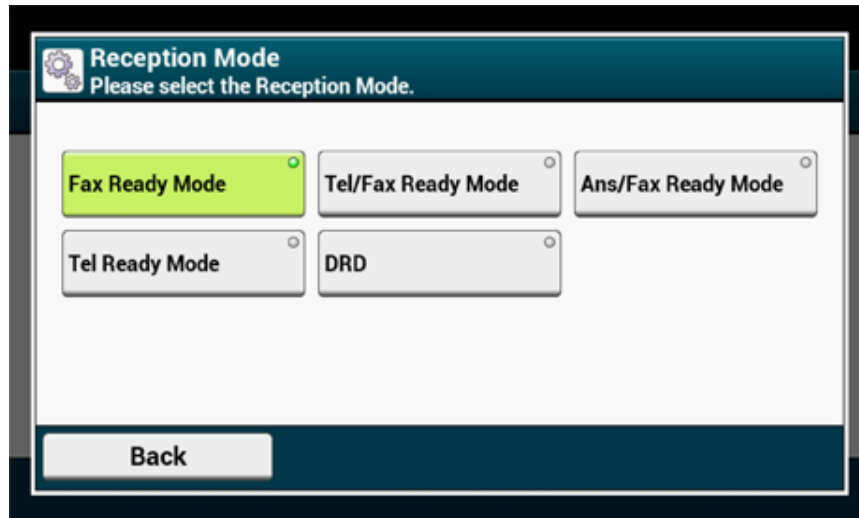 Reception Mode
Please select the Reception Mode.
Fax Ready Mode
Tel/Fax Ready Mode
Ans/Fax Ready Mode
Tel Ready Mode
DRD
Back